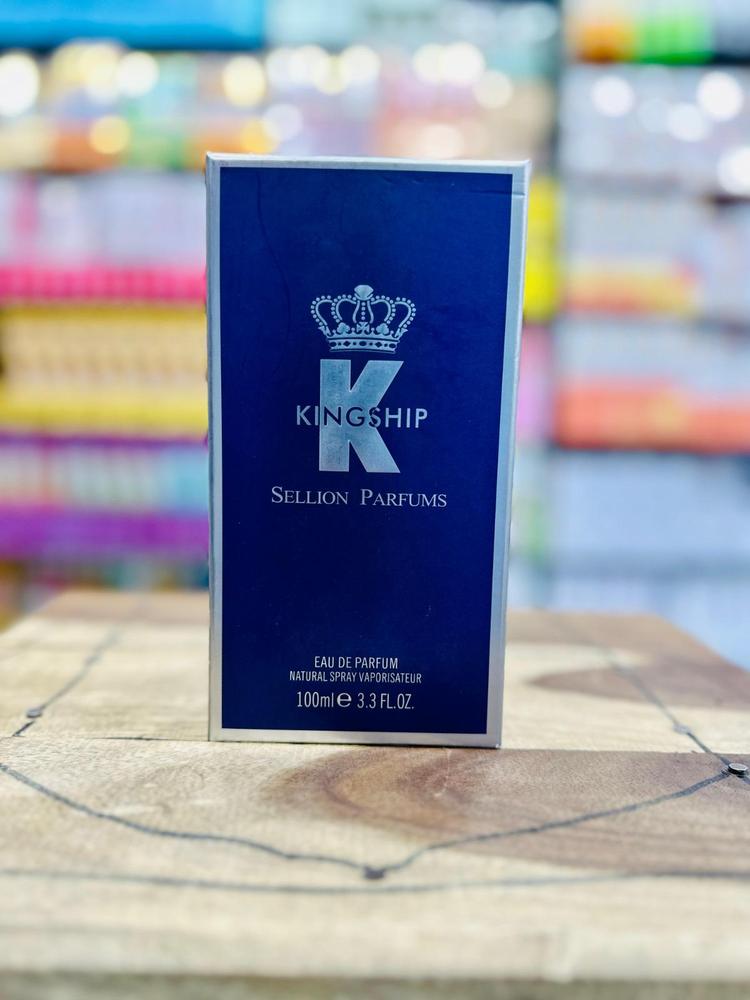 K
KINGSHIP
SELLION PARFUMS
EAU DE PARFUM
NATURAL SPRAY VAPORISATEUR
100ml ℮ 3.3 FL.OZ.